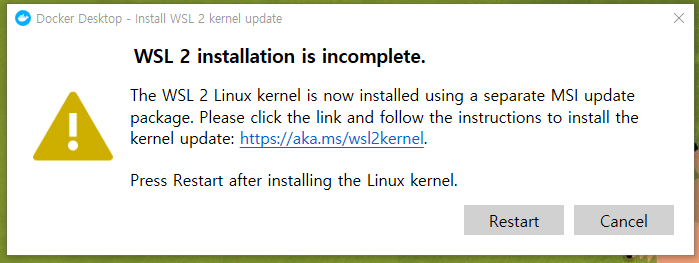 Docker Desktop - Install WSL 2 kernel update
WSL 2 installation is incomplete.
The WSL 2 Linux kernel is now installed using a separate MSI update
package. Please click the link and follow the instructions to install the
kernel update: https://aka.ms/wsl2kernel.
Press Restart after installing the Linux kernel.
Restart
Cancel